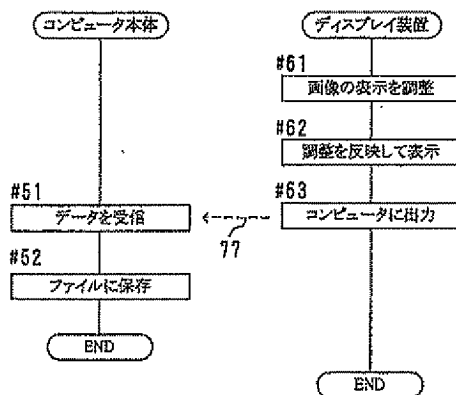 コンピュータ本体
ディスプレイ装置
#61
画像の表示を調整
#62
調整を反映して表示
#51
#63
データを受信
コンピュータに出力
77
#52
ファイルに保存
END
END